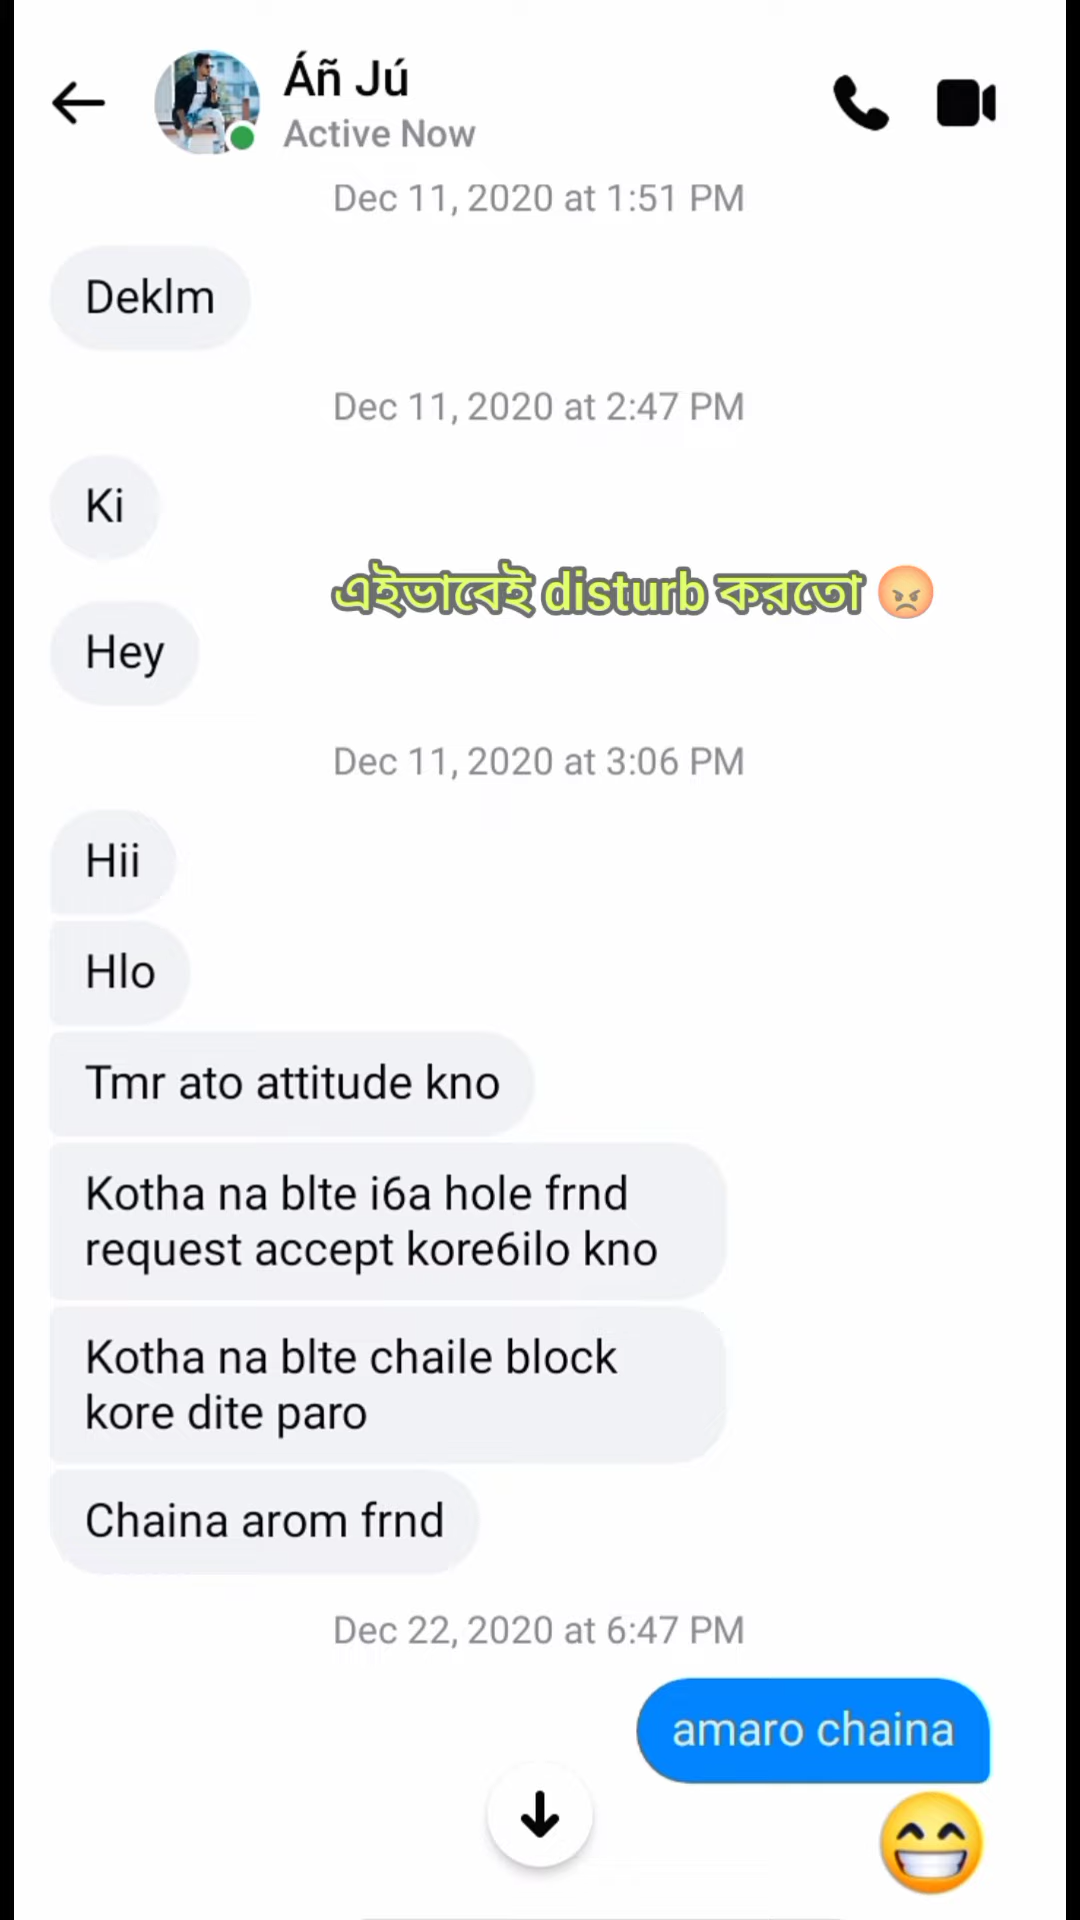 Áñ Jú
Active Now
Dec 11, 2020 at 1:51 PM
Deklm
Dec 11, 2020 at 2:47 PM
Ki
এইভাবেই disturb করতো 😡
Hey
Dec 11, 2020 at 3:06 PM
Hii
Hlo
Tmr ato attitude kno
Kotha na blte i6a hole frnd
request accept kore6ilo kno
Kotha na blte chaile block
kore dite paro
Chaina arom frnd
Dec 22, 2020 at 6:47 PM
amaro chaina
😁